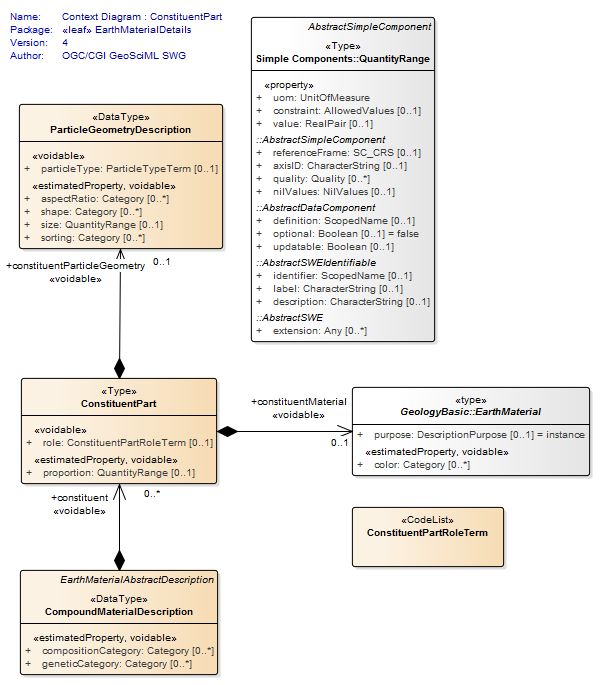 Name: Context Diagram : ConstituentPart
Package: «leaf» EarthMaterialDetails
Version: 4
Author: OGC/CGI GeoSciML SWG
AbstractSimpleComponent
«Type»
Simple Components::QuantityRange
«property»
+ uom: UnitOfMeasure
+ constraint: AllowedValues [0..1]
+ value: RealPair [0..1]
::AbstractSimpleComponent
+ referenceFrame: SC_CRS [0..1]
+ axisID: CharacterString [0..1]
+ quality: Quality [0..*]
+ nilValues: NilValues [0..1]
::AbstractDataComponent
+ definition: ScopedName [0..1]
+ optional: Boolean [0..1] = false
+ updatable: Boolean [0..1]
::AbstractSWEIdentifiable
+ identifier: ScopedName [0..1]
+ label: CharacterString [0..1]
+ description: CharacterString [0..1]
::AbstractSWE
+ extension: Any [0..*]
«DataType»
ParticleGeometryDescription
«voidable»
+ particleType: ParticleTypeTerm [0..1]
«estimatedProperty, voidable»
+ aspectRatio: Category [0..*]
+ shape: Category [0..*]
+ size: QuantityRange [0..1]
+ sorting: Category [0..*]
+constituentParticleGeometry 0..1
«voidable»
«Type»
ConstituentPart
«voidable»
+ role: ConstituentPartRoleTerm [0..1]
«estimatedProperty, voidable»
+ proportion: QuantityRange [0..1]
+constituentMaterial
«voidable»
0..1
«type»
GeologyBasic::EarthMaterial
+ purpose: DescriptionPurpose [0..1] = instance
«estimatedProperty, voidable»
+ color: Category [0..*]
+constituent 0..*
«voidable»
«CodeList»
ConstituentPartRoleTerm
EarthMaterialAbstractDescription
«DataType»
CompoundMaterialDescription
«estimatedProperty, voidable»
+ compositionCategory: Category [0..*]
+ geneticCategory: Category [0..*]